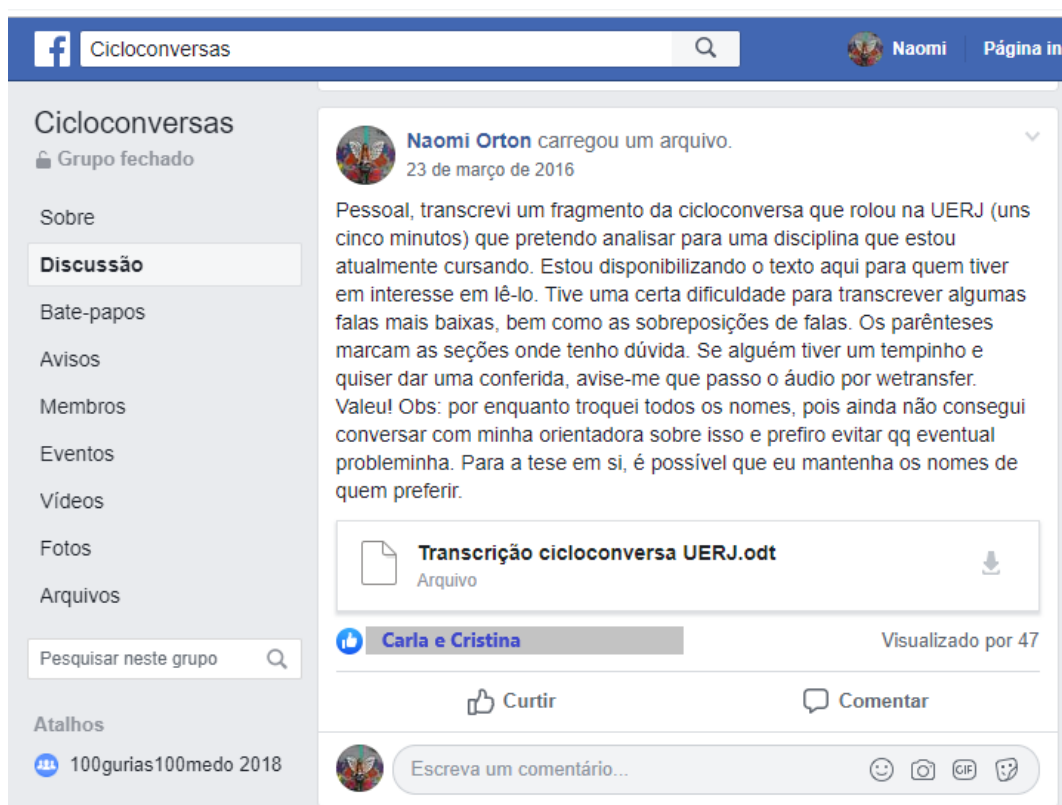 Cicloconversas
Naomi
Página in
Cicloconversas
Grupo fechado
Sobre
Discussão
Bate-papos
Avisos
Membros
Eventos
Vídeos
Fotos
Arquivos
Pesquisar neste grupo
Atalhos
100gurias100medo 2018
Naomi Orton carregou um arquivo.
23 de março de 2016
Pessoal, transcrevi um fragmento da cicloconversa que rolou na UERJ (uns
cinco minutos) que pretendo analisar para uma disciplina que estou
atualmente cursando. Estou disponibilizando o texto aqui para quem tiver
em interesse em lê-lo. Tive uma certa dificuldade para transcrever algumas
falas mais baixas, bem como as sobreposições de falas. Os parênteses
marcam as seções onde tenho dúvida. Se alguém tiver um tempinho e
quiser dar uma conferida, avise-me que passo o áudio por wetransfer.
Valeu! Obs: por enquanto troquei todos os nomes, pois ainda não consegui
conversar com minha orientadora sobre isso e prefiro evitar qq eventual
probleminha. Para a tese em si, é possível que eu mantenha os nomes de
quem preferir.
Transcrição cicloconversa UERJ.odt
Arquivo
Carla e Cristina
Visualizado por 47
Curtir
Comentar
Escreva um comentário...
GIF